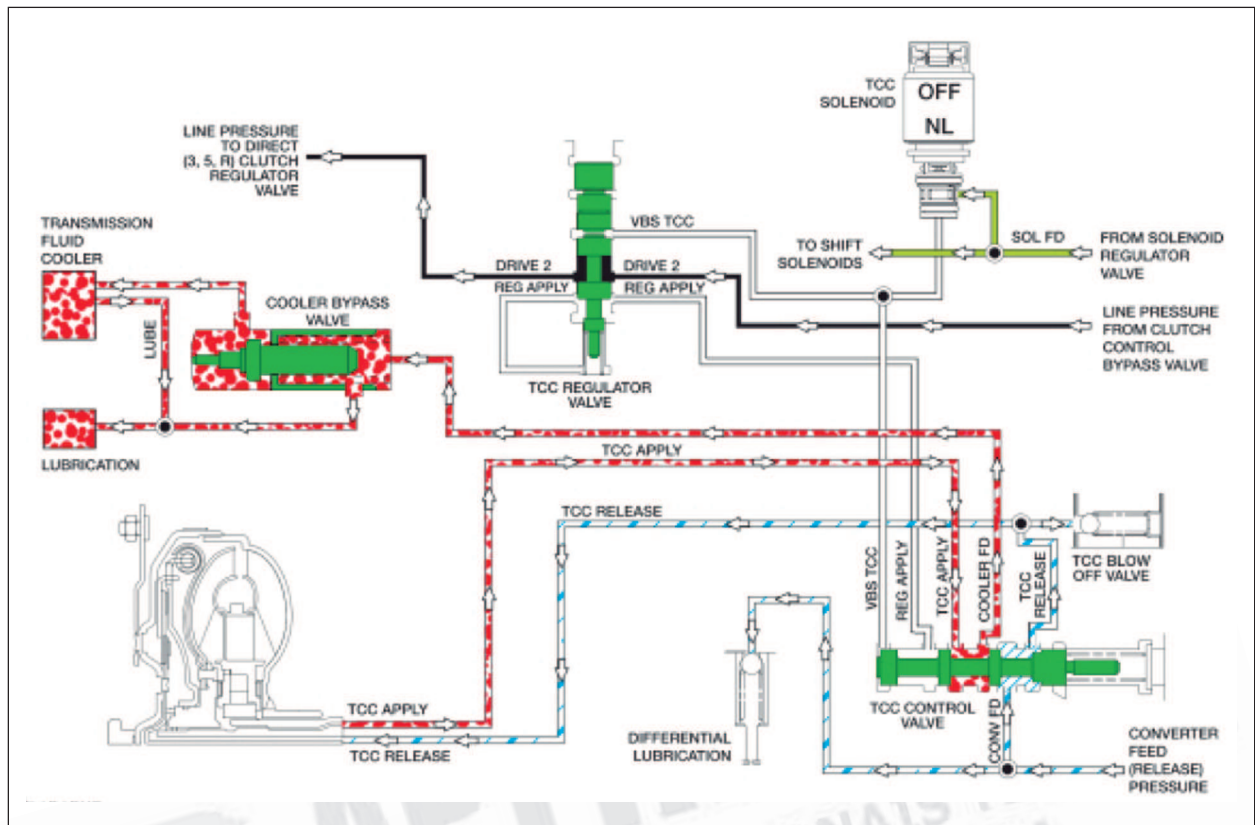 TCC
SOLENOID
OFF
NL
LINE PRESSURE
TO DIRECT
(3, 5, R) CLUTCH
REGULATOR
VALVE
TRANSMISSION
FLUID
COOLER
VBS TCC
TO SHIFT
SOLENOIDS
SOL FD
FROM SOLENOID
REGULATOR
VALVE
DRIVE 2
DRIVE 2
REG APPLY
REG APPLY
COOLER BYPASS
VALVE
LUBE
LINE PRESSURE
FROM CLUTCH
CONTROL
BYPASS VALVE
TCC REGULATOR
VALVE
LUBRICATION
TCC APPLY
TCC RELEASE
TCC BLOW
OFF VALVE
VBS TCC
REG APPLY
TCC APPLY
COOLER FD
TCC
RELEASE
TCC CONTROL
VALVE
TCC APPLY
TCC RELEASE
DIFFERENTIAL
LUBRICATION
CONV FD
CONVERTER
FEED
(RELEASE)
PRESSURE